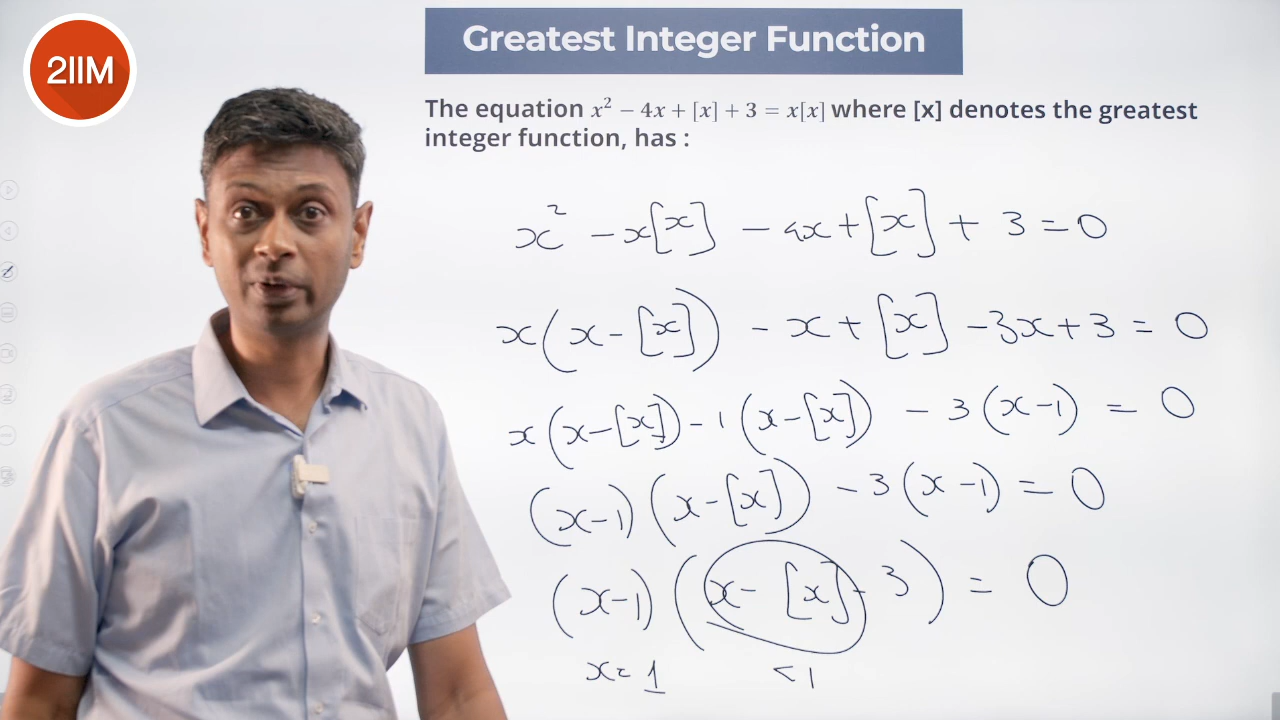 2IIM
Greatest Integer Function
The equation x² − 4x + [x] + 3 = x[x] where [x] denotes the greatest
integer function, has :
x² − x[x] − 4x + [x] + 3 = 0
x(x − [x]) − x + [x] − 3x + 3 = 0
x(x − [x]) − 1(x − [x]) − 3(x − 1) = 0
(x − 1)(x − [x]) − 3(x − 1) = 0
(x − 1)(x − [x] − 3) = 0
x = 1 < 1